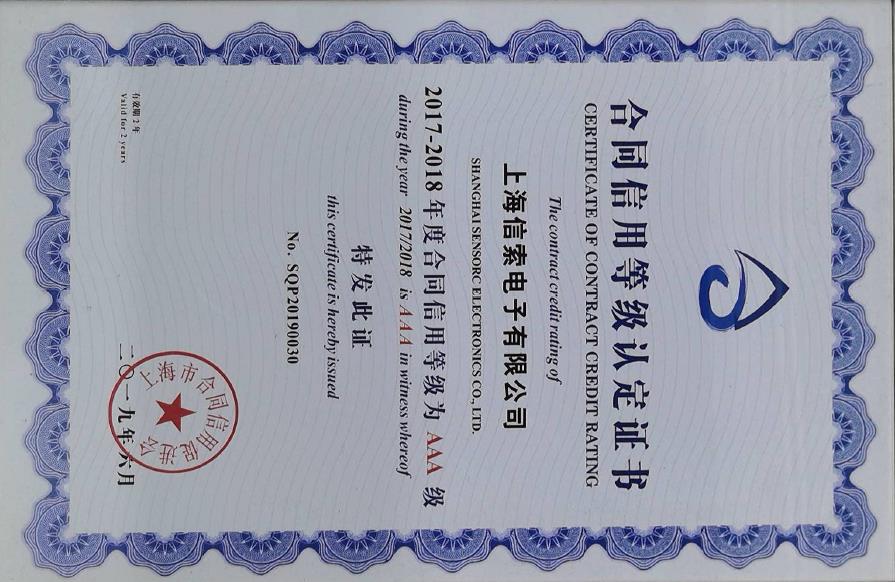 合同信用等级认定证书
CERTIFICATE OF CONTRACT CREDIT RATING
The contract credit rating of
上海信索电子有限公司
SHANGHAI SENSORC ELECTRONICS CO., LTD.
2017-2018 年度合同信用等级为 AAA 级
during the year 2017/2018 is AAA in witness whereof
特发此证
this certificate is hereby issued
No. SQP20190030
上海市合同信用促进会
二〇一九年六月
有效期 2 年
Valid for 2 years